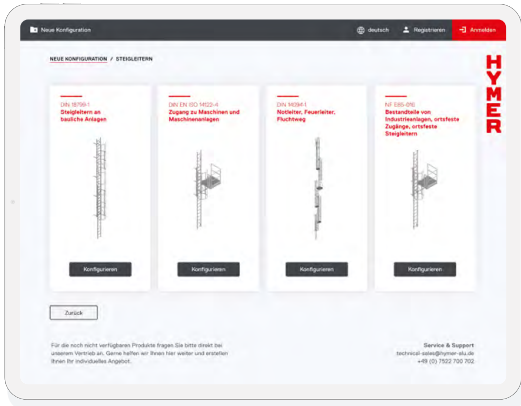 Neue Konfiguration
deutsch
Registrieren
Anmelden
NEUE KONFIGURATION / STEIGLEITERN
HYMER
DIN 18799-1
Steigleitern an
bauliche Anlagen
Konfigurieren
DIN EN ISO 14122-4
Zugang zu Maschinen und
Maschinenanlagen
Konfigurieren
DIN 14094-1
Notleiter, Feuerleiter,
Fluchtweg
Konfigurieren
NF E85-016
Bestandteile von
Industrieanlagen, ortsfeste
Zugänge, ortsfeste
Steigleitern
Konfigurieren
Zurück
Für die noch nicht verfügbaren Produkte fragen Sie bitte direkt bei
unserem Vertrieb an. Gerne helfen wir Ihnen hier weiter und erstellen
Ihnen Ihr individuelles Angebot.
Service & Support
technical-sales@hymer-alu.de
+49 (0) 7522 700 702